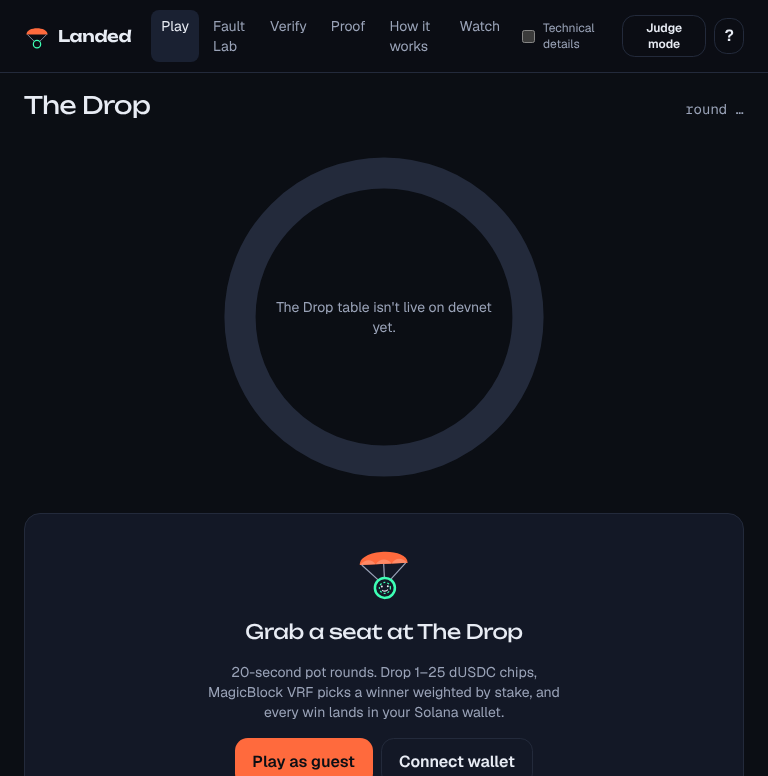 Landed
Play
Fault
Lab
Verify
Proof
How it
works
Watch
Technical
details
Judge
mode
?
The Drop
round …
The Drop table isn't live on devnet
yet.
Grab a seat at The Drop
20-second pot rounds. Drop 1–25 dUSDC chips,
MagicBlock VRF picks a winner weighted by stake, and
every win lands in your Solana wallet.
Play as guest
Connect wallet